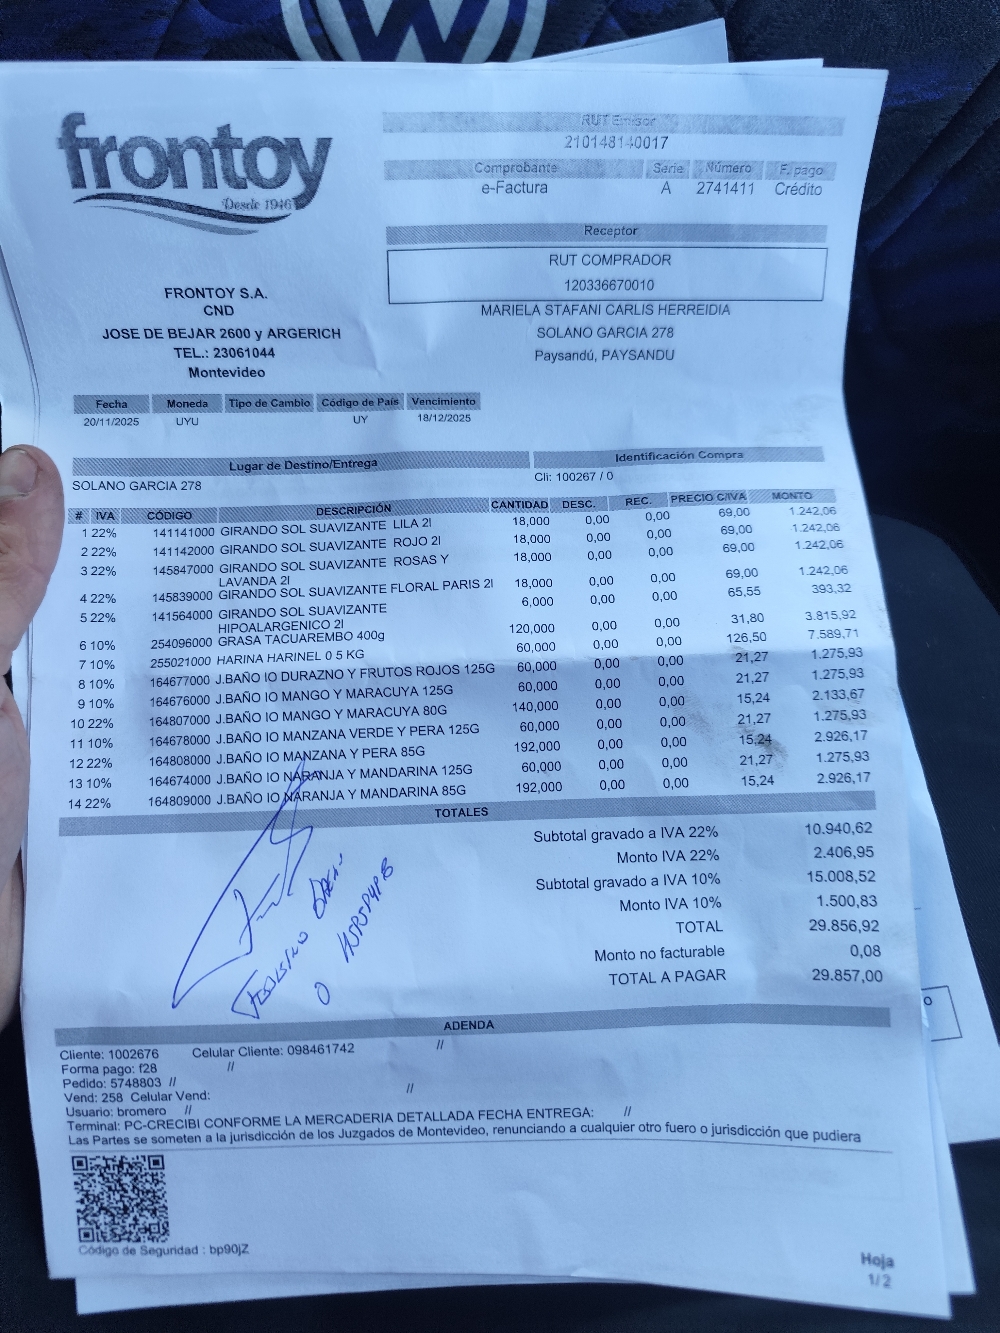 frontoy
Desde 1946
RUT Emisor
210148140017
Comprobante Serie Número F. pago
e-Factura A 2741411 Crédito
Receptor
RUT COMPRADOR
120336670010
MARIELA STAFANI CARLIS HERREIDIA
SOLANO GARCIA 278
Paysandú, PAYSANDU
FRONTOY S.A.
CND
JOSE DE BEJAR 2600 y ARGERICH
TEL.: 23061044
Montevideo
Fecha Moneda Tipo de Cambio Código de País Vencimiento
20/11/2025 UYU UY 18/12/2025
Lugar de Destino/Entrega Identificación Compra
SOLANO GARCIA 278 Cli: 100267 / 0
# IVA CÓDIGO DESCRIPCIÓN CANTIDAD DESC. REC. PRECIO C/IVA MONTO
1 22% 141141000 GIRANDO SOL SUAVIZANTE LILA 2l 18,000 0,00 0,00 69,00 1.242,06
2 22% 141142000 GIRANDO SOL SUAVIZANTE ROJO 2l 18,000 0,00 0,00 69,00 1.242,06
3 22% 145847000 GIRANDO SOL SUAVIZANTE ROSAS Y LAVANDA 2l 18,000 0,00 0,00 69,00 1.242,06
4 22% 145839000 GIRANDO SOL SUAVIZANTE FLORAL PARIS 2l 18,000 0,00 0,00 69,00 1.242,06
5 22% 141564000 GIRANDO SOL SUAVIZANTE HIPOALARGENICO 2l 6,000 0,00 0,00 65,55 393,32
6 10% 254096000 GRASA TACUAREMBO 400g 120,000 0,00 0,00 31,80 3.815,92
7 10% 255021000 HARINA HARINEL 0 5 KG 60,000 0,00 0,00 126,50 7.589,71
8 10% 164677000 J.BAÑO IO DURAZNO Y FRUTOS ROJOS 125G 60,000 0,00 0,00 21,27 1.275,93
9 10% 164676000 J.BAÑO IO MANGO Y MARACUYA 125G 60,000 0,00 0,00 21,27 1.275,93
10 22% 164807000 J.BAÑO IO MANGO Y MARACUYA 80G 140,000 0,00 0,00 15,24 2.133,67
11 10% 164678000 J.BAÑO IO MANZANA VERDE Y PERA 125G 60,000 0,00 0,00 21,27 1.275,93
12 22% 164808000 J.BAÑO IO MANZANA Y PERA 85G 192,000 0,00 0,00 15,24 2.926,17
13 10% 164674000 J.BAÑO IO NARANJA Y MANDARINA 125G 60,000 0,00 0,00 21,27 1.275,93
14 22% 164809000 J.BAÑO IO NARANJA Y MANDARINA 85G 192,000 0,00 0,00 15,24 2.926,17
TOTALES
Subtotal gravado a IVA 22% 10.940,62
Monto IVA 22% 2.406,95
Subtotal gravado a IVA 10% 15.008,52
Monto IVA 10% 1.500,83
TOTAL 29.856,92
Monto no facturable 0,08
TOTAL A PAGAR 29.857,00
ADENDA
Cliente: 1002676 Celular Cliente: 098461742 //
Forma pago: f28 //
Pedido: 5748803 //
Vend: 258 Celular Vend: //
Usuario: bromero //
Terminal: PC-CRECIBI CONFORME LA MERCADERIA DETALLADA FECHA ENTREGA: //
Las Partes se someten a la jurisdicción de los Juzgados de Montevideo, renunciando a cualquier otro fuero o jurisdicción que pudiera
Código de Seguridad : bp90jZ
Hoja
1/2